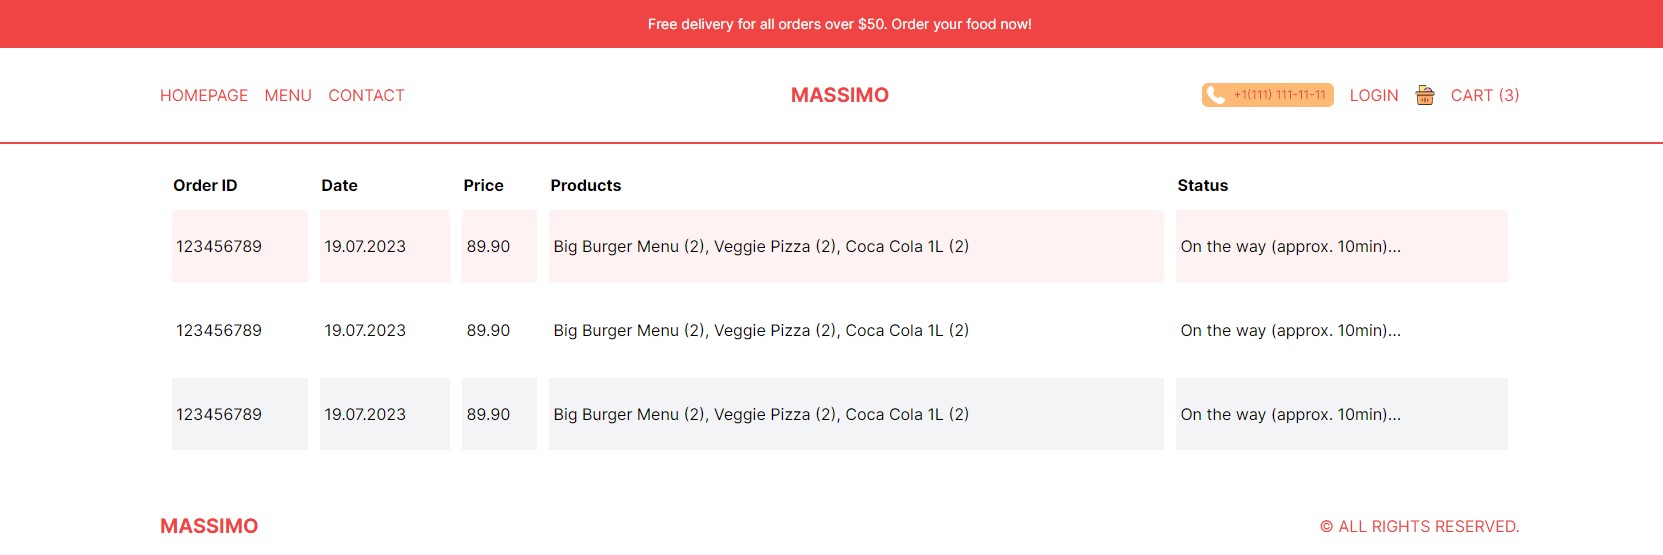 Free delivery for all orders over $50. Order your food now!
HOMEPAGE MENU CONTACT MASSIMO +1(111) 111-11-11 LOGIN CART (3)
Order ID Date Price Products Status
123456789 19.07.2023 89.90 Big Burger Menu (2), Veggie Pizza (2), Coca Cola 1L (2) On the way (approx. 10min)...
123456789 19.07.2023 89.90 Big Burger Menu (2), Veggie Pizza (2), Coca Cola 1L (2) On the way (approx. 10min)...
123456789 19.07.2023 89.90 Big Burger Menu (2), Veggie Pizza (2), Coca Cola 1L (2) On the way (approx. 10min)...
MASSIMO © ALL RIGHTS RESERVED.